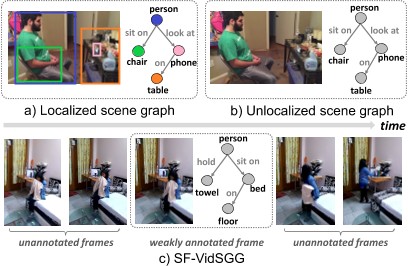 person
sit on
look at
chair
phone
on
table
a) Localized scene graph
person
sit on
look at
chair
phone
on
table
b) Unlocalized scene graph
time
person
hold
sit on
towel
bed
on
floor
unannotated frames
weakly annotated frame
unannotated frames
c) SF-VidSGG